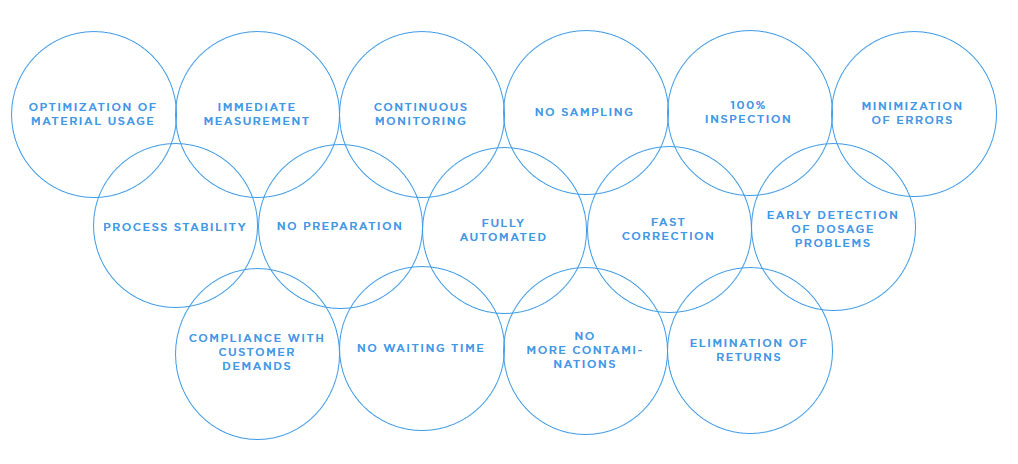 OPTIMIZATION OF
MATERIAL USAGE
IMMEDIATE
MEASUREMENT
CONTINUOUS
MONITORING
NO SAMPLING
100%
INSPECTION
MINIMIZATION
OF ERRORS
PROCESS STABILITY
NO PREPARATION
FULLY
AUTOMATED
FAST
CORRECTION
EARLY DETECTION
OF DOSAGE
PROBLEMS
COMPLIANCE WITH
CUSTOMER
DEMANDS
NO WAITING TIME
NO
MORE CONTAMI-
NATIONS
ELIMINATION OF
RETURNS